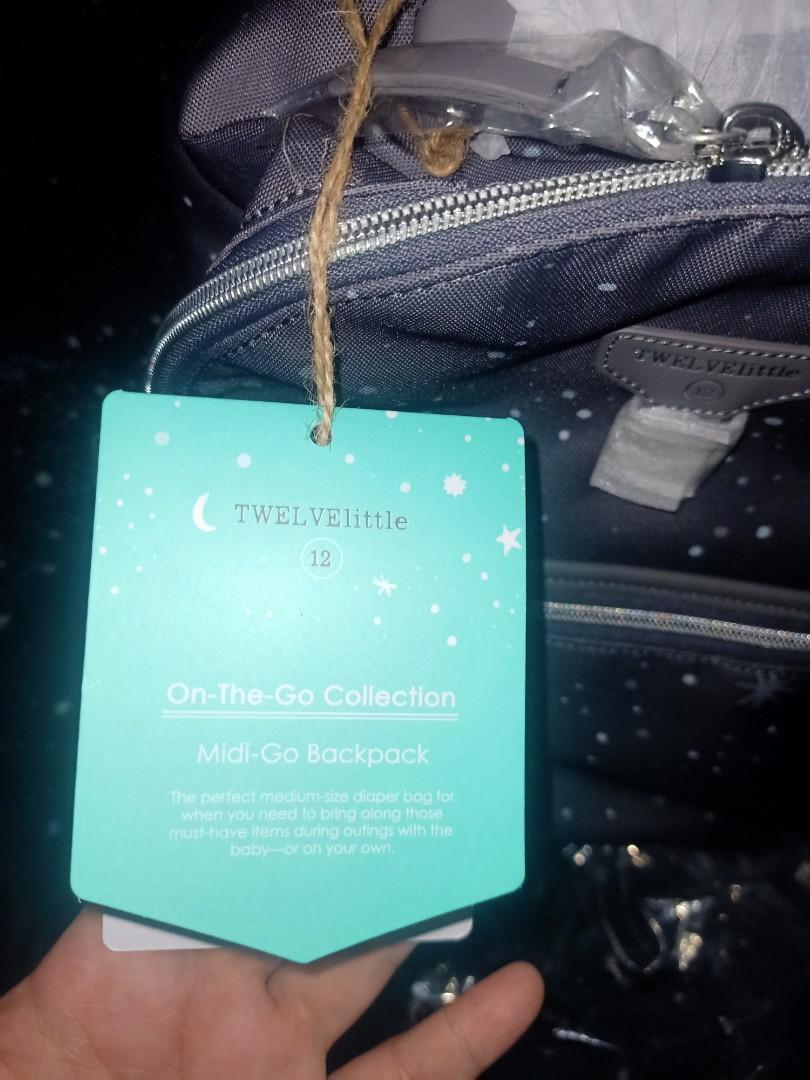 TWELVElittle
12
TWELVElittle
12
On-The-Go Collection
Midi-Go Backpack
The perfect medium-size diaper bag for
when you need to bring along those
must-have items during outings with the
baby—or on your own.